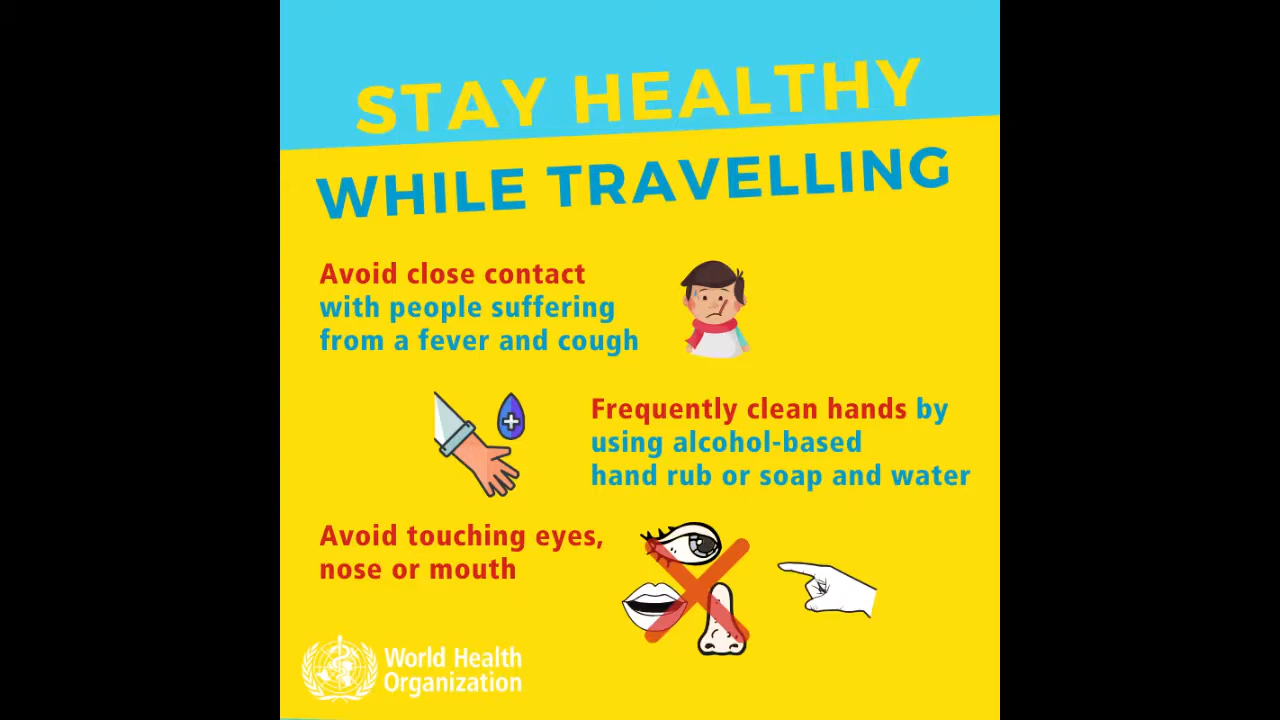 STAY HEALTHY
WHILE TRAVELLING
Avoid close contact
with people suffering
from a fever and cough
Frequently clean hands by
using alcohol-based
hand rub or soap and water
Avoid touching eyes,
nose or mouth
World Health
Organization